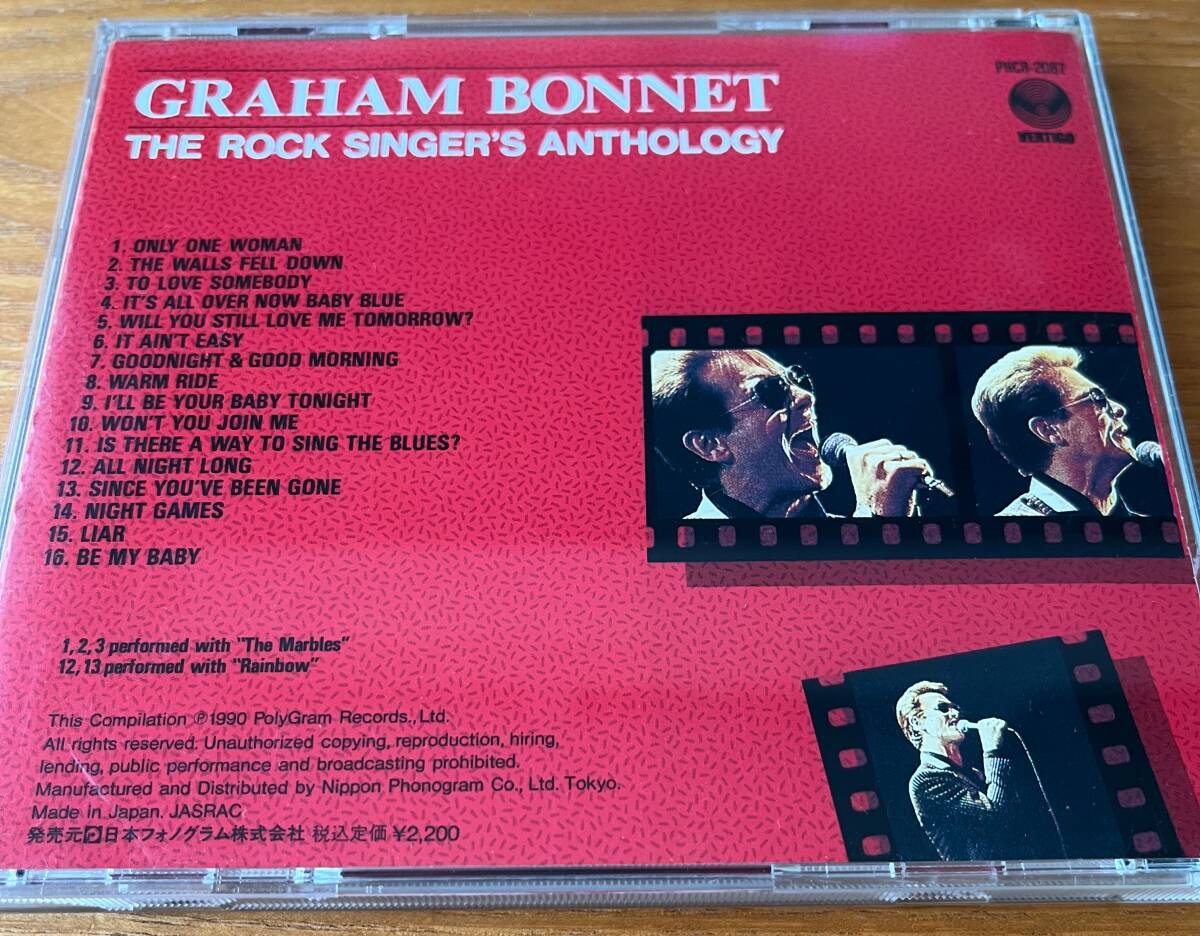 GRAHAM BONNET
THE ROCK SINGER'S ANTHOLOGY
PHCR-2087
VERTIGO
1. ONLY ONE WOMAN
2. THE WALLS FELL DOWN
3. TO LOVE SOMEBODY
4. IT'S ALL OVER NOW BABY BLUE
5. WILL YOU STILL LOVE ME TOMORROW?
6. IT AIN'T EASY
7. GOODNIGHT & GOOD MORNING
8. WARM RIDE
9. I'LL BE YOUR BABY TONIGHT
10. WON'T YOU JOIN ME
11. IS THERE A WAY TO SING THE BLUES?
12. ALL NIGHT LONG
13. SINCE YOU'VE BEEN GONE
14. NIGHT GAMES
15. LIAR
16. BE MY BABY
1, 2, 3 performed with "The Marbles"
12, 13 performed with "Rainbow"
This Compilation ℗1990 PolyGram Records., Ltd.
All rights reserved. Unauthorized copying, reproduction, hiring,
lending, public performance and broadcasting prohibited.
Manufactured and Distributed by Nippon Phonogram Co., Ltd. Tokyo.
Made in Japan. JASRAC
発売元 日本フォノグラム株式会社 税込定価 ¥2,200